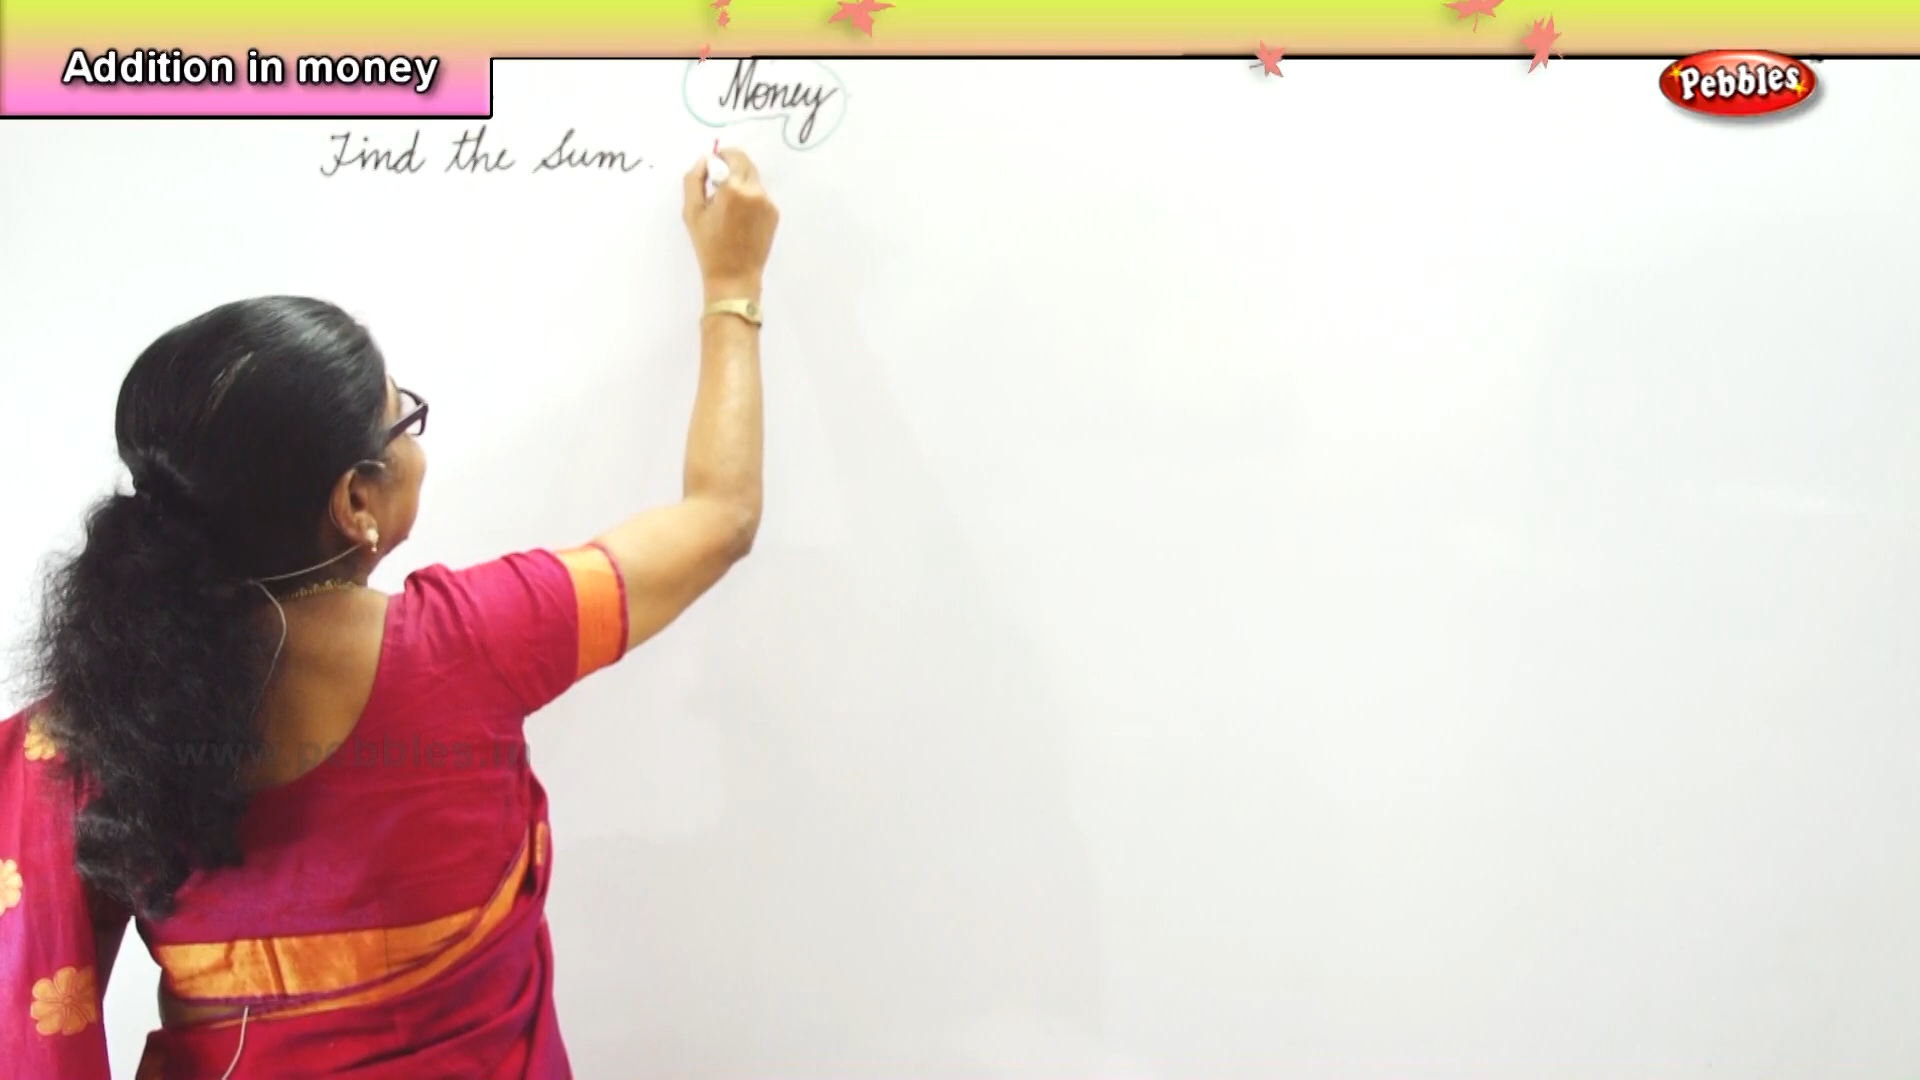 Addition in money
Pebbles
Money
Find the Sum.
www.pebbles.in